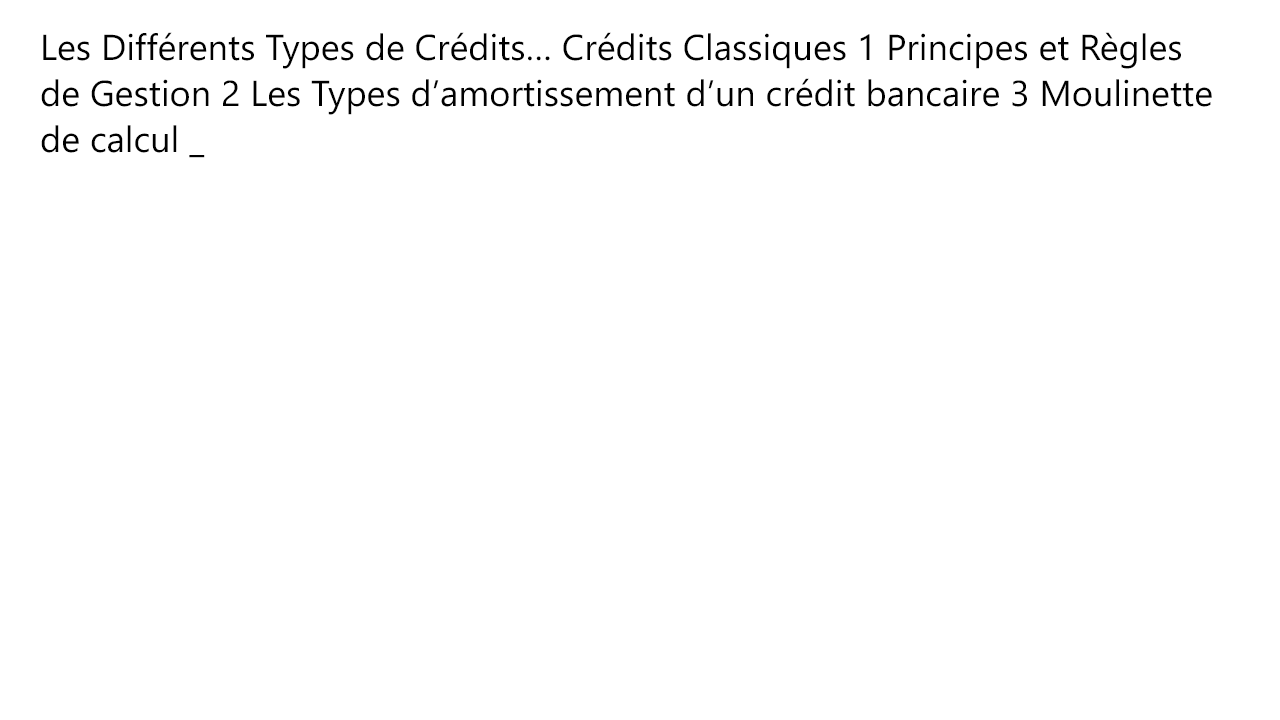 Les Différents Types de Crédits… Crédits Classiques 1 Principes et Règles
de Gestion 2 Les Types d’amortissement d’un crédit bancaire 3 Moulinette
de calcul _